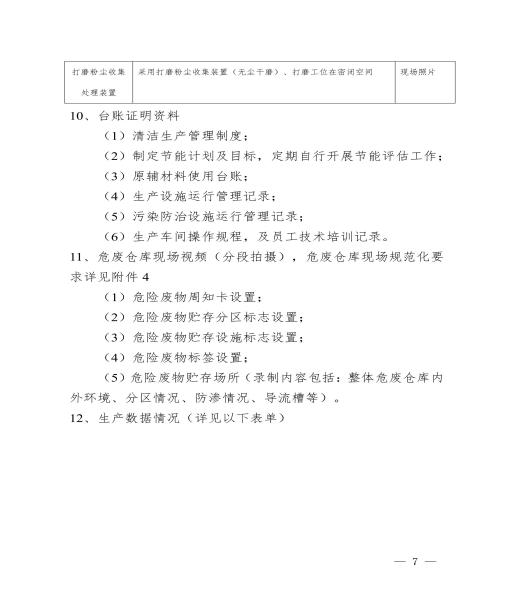 打磨粉尘收集
处理装置
采用打磨粉尘收集装置（无尘干磨）、打磨工位在密闭空间
现场照片
10、台账证明资料
（1）清洁生产管理制度；
（2）制定节能计划及目标，定期自行开展节能评估工作；
（3）原辅材料使用台账；
（4）生产设施运行管理记录；
（5）污染防治设施运行管理记录；
（6）生产车间操作规程，及员工技术培训记录。
11、危废仓库现场视频（分段拍摄），危废仓库现场规范化要
求详见附件 4
（1）危险废物周知卡设置；
（2）危险废物贮存分区标志设置；
（3）危险废物贮存设施标志设置；
（4）危险废物标签设置；
（5）危险废物贮存场所（录制内容包括：整体危废仓库内
外环境、分区情况、防渗情况、导流槽等）。
12、生产数据情况（详见以下表单）
— 7 —